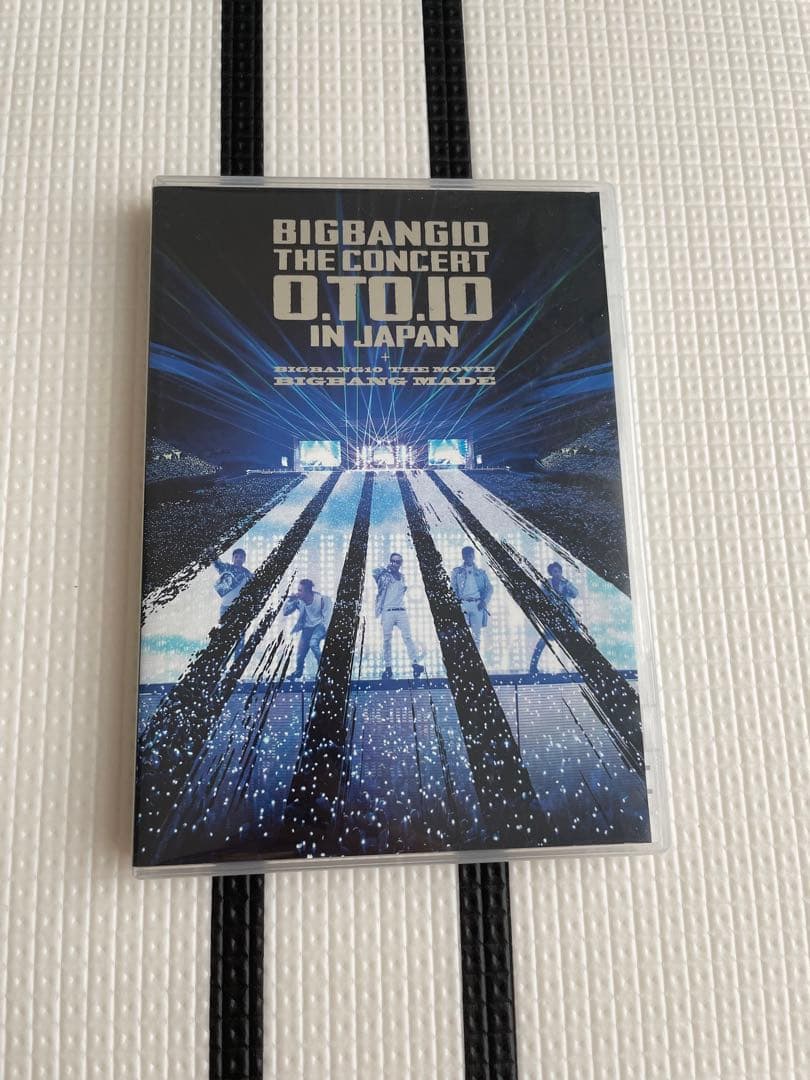 BIGBANG10
THE CONCERT
0.TO.10
IN JAPAN
+
BIGBANG10 THE MOVIE
BIGBANG MADE